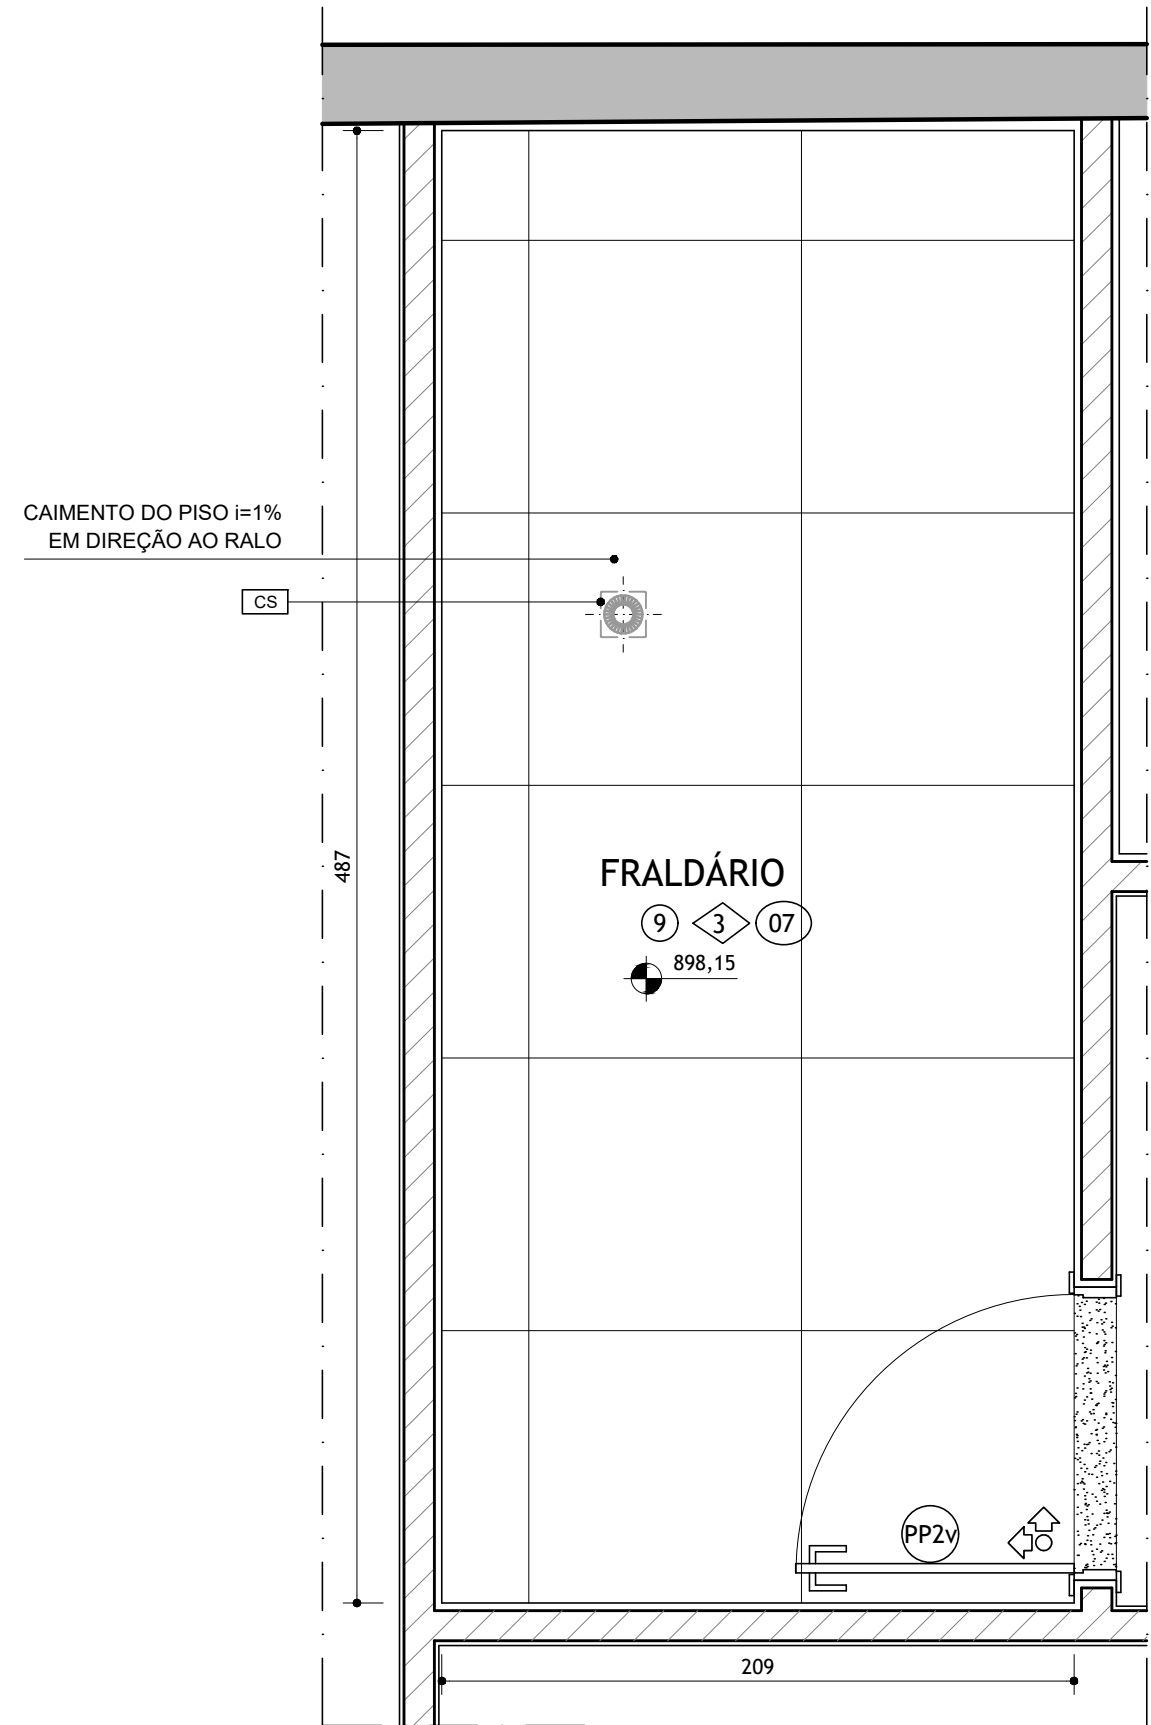 CAIMENTO DO PISO i=1%
EM DIREÇÃO AO RALO
CS
487
FRALDÁRIO
9 3 07
898,15
PP2v
209